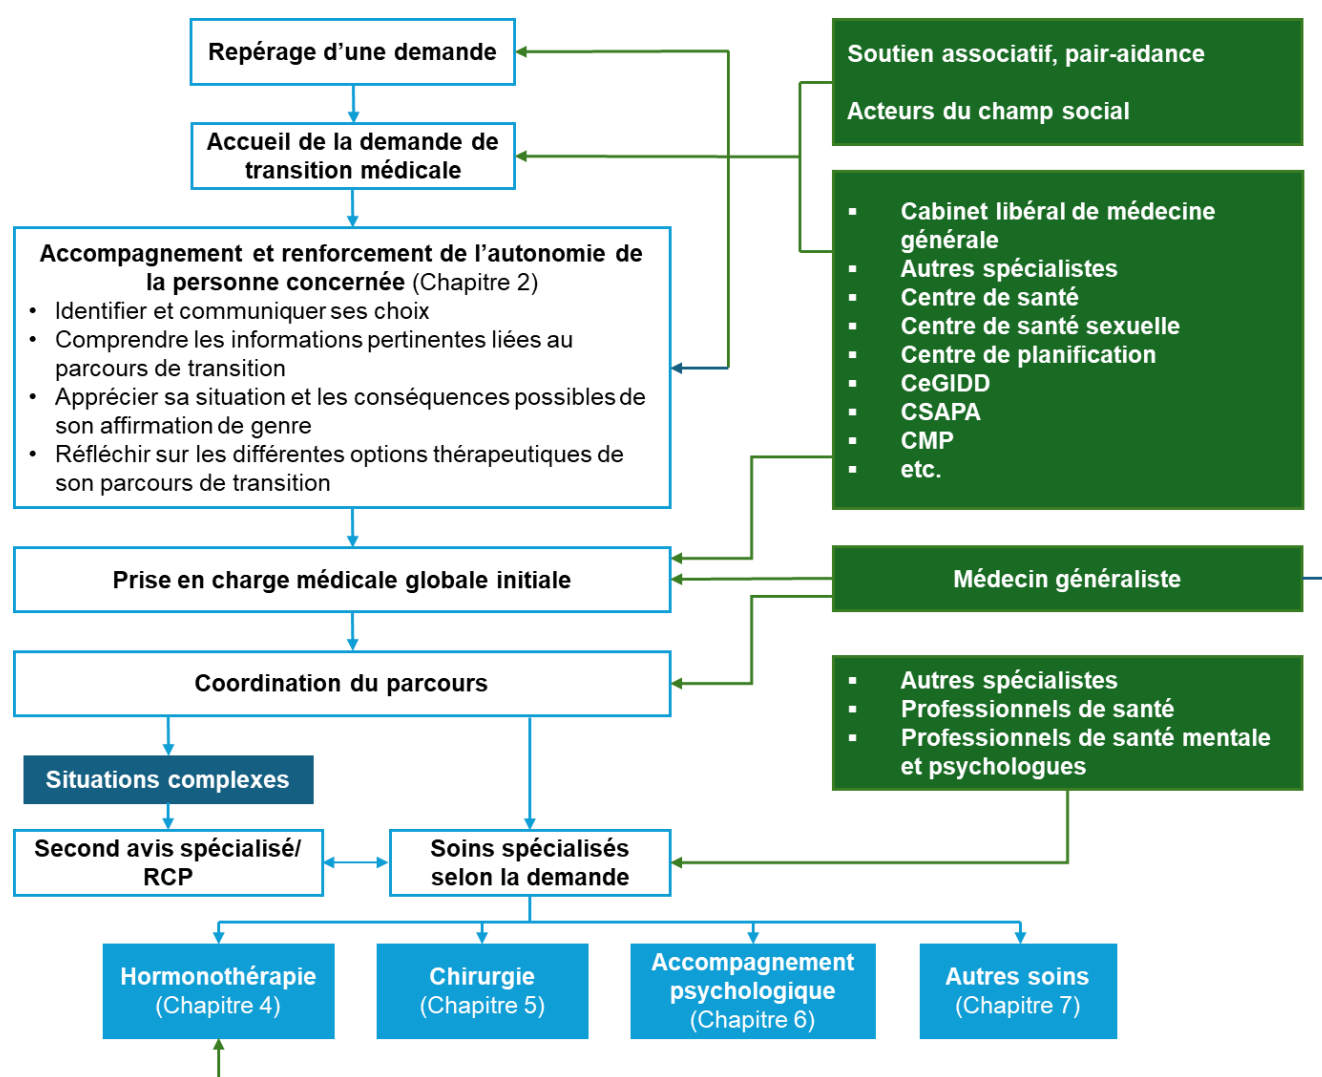 Repérage d’une demande
Accueil de la demande de
transition médicale
Accompagnement et renforcement de l’autonomie de
la personne concernée (Chapitre 2)
• Identifier et communiquer ses choix
• Comprendre les informations pertinentes liées au
parcours de transition
• Apprécier sa situation et les conséquences possibles de
son affirmation de genre
• Réfléchir sur les différentes options thérapeutiques de
son parcours de transition
Prise en charge médicale globale initiale
Coordination du parcours
Situations complexes
Second avis spécialisé/
RCP
Soins spécialisés
selon la demande
Soutien associatif, pair-aidance
Acteurs du champ social
▪ Cabinet libéral de médecine
générale
▪ Autres spécialistes
▪ Centre de santé
▪ Centre de santé sexuelle
▪ Centre de planification
▪ CeGIDD
▪ CSAPA
▪ CMP
▪ etc.
Médecin généraliste
▪ Autres spécialistes
▪ Professionnels de santé
▪ Professionnels de santé mentale
et psychologues
Hormonothérapie
(Chapitre 4)
Chirurgie
(Chapitre 5)
Accompagnement
psychologique
(Chapitre 6)
Autres soins
(Chapitre 7)